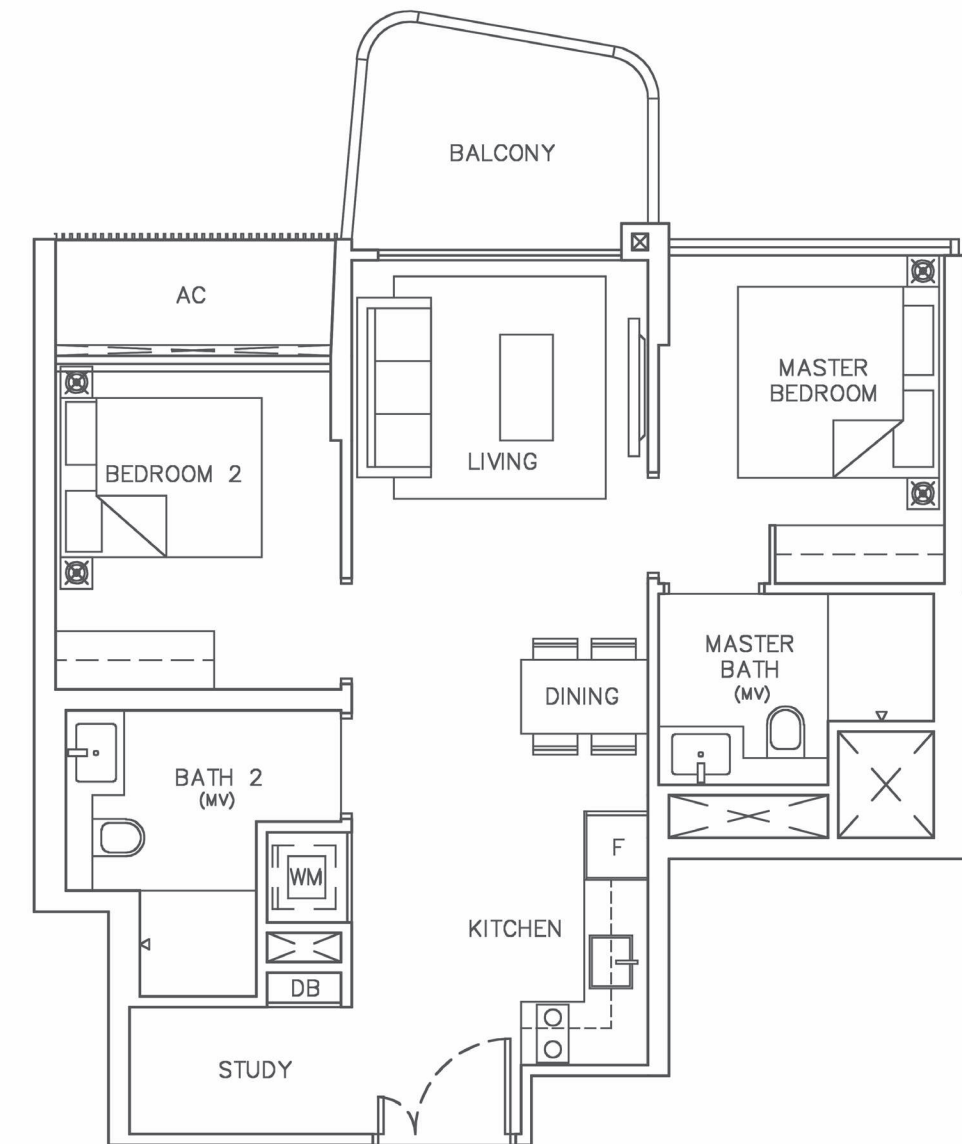 BALCONY
AC
MASTER
BEDROOM
LIVING
BEDROOM 2
MASTER
BATH
(MV)
DINING
BATH 2
(MV)
F
WM
KITCHEN
DB
STUDY